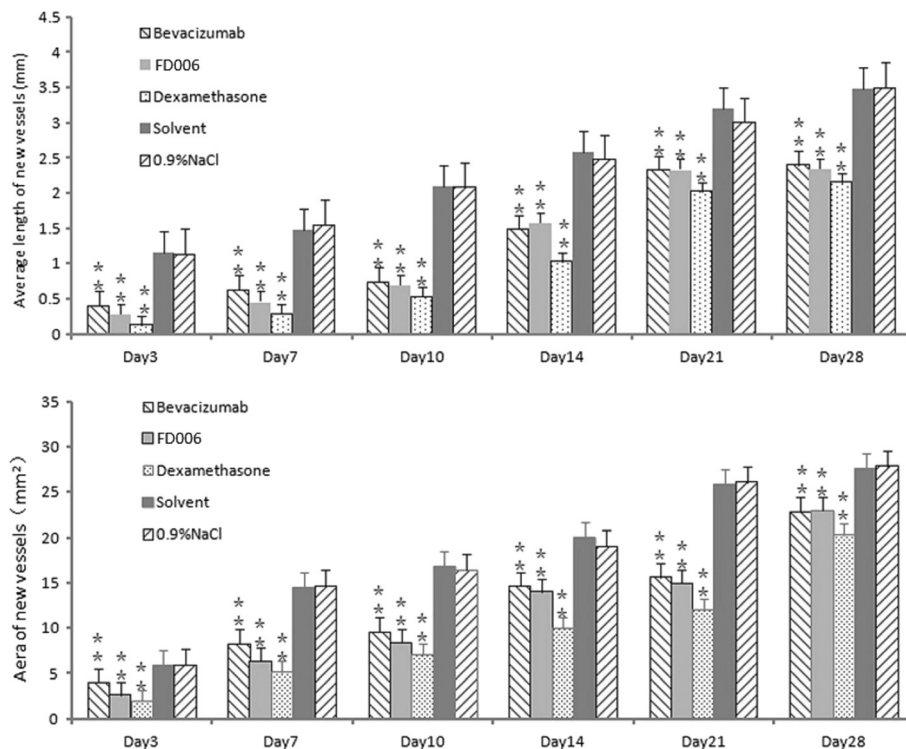 4.5
4
3.5
3
2.5
2
1.5
1
0.5
0
Average length of new vessels (mm)
Bevacizumab
FD006
Dexamethasone
Solvent
0.9%NaCl
** ** ** ** ** ** ** ** ** ** ** ** ** ** ** ** ** **
Day3 Day7 Day10 Day14 Day21 Day28
35
30
25
20
15
10
5
0
Aera of new vessels (mm²)
Bevacizumab
FD006
Dexamethasone
Solvent
0.9%NaCl
** ** ** ** ** ** ** ** ** ** ** ** ** ** ** ** ** **
Day3 Day7 Day10 Day14 Day21 Day28